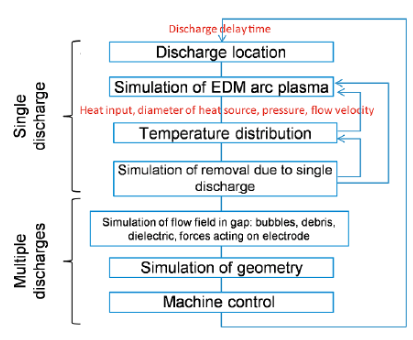 Discharge delay time
Discharge location
Simulation of EDM arc plasma
Heat input, diameter of heat source, pressure, flow velocity
Temperature distribution
Simulation of removal due to single
discharge
Single
discharge
Simulation of flow field in gap: bubbles, debris,
dielectric, forces acting on electrode
Simulation of geometry
Machine control
Multiple
discharges